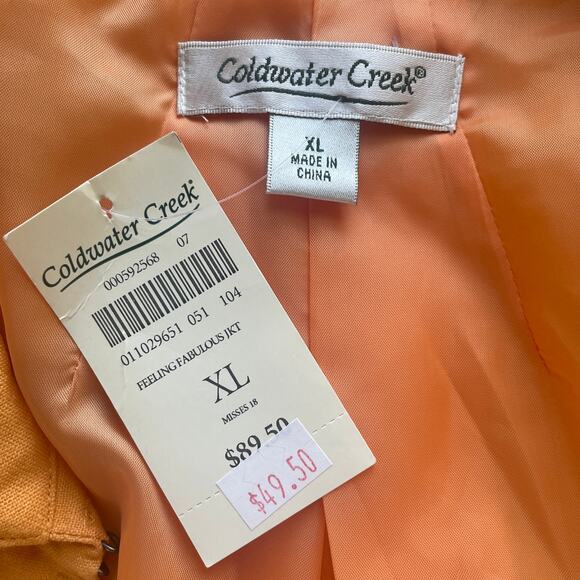 Coldwater Creek®
XL
MADE IN
CHINA
Coldwater Creek®
000592568 07
011029651 051 104
FEELING FABULOUS JKT
XL
MISSES 18
$89.50
$49.50